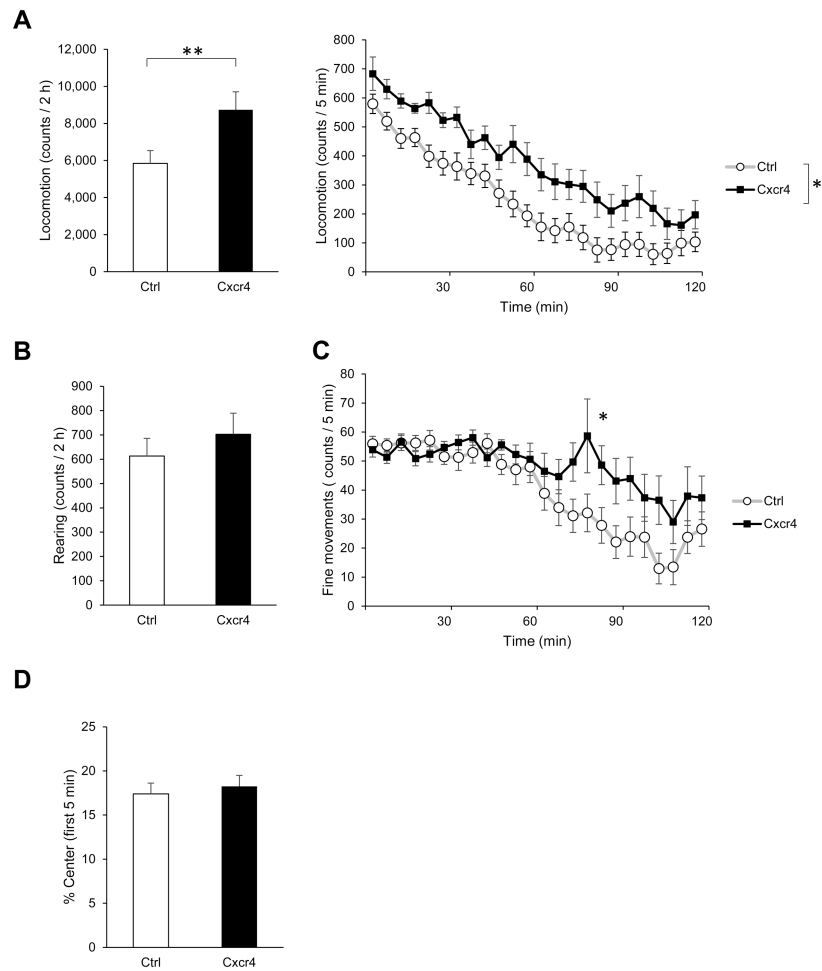 A
**
12,000
10,000
8,000
6,000
4,000
2,000
0
Locomotion (counts / 2 h)
Ctrl
Cxcr4
800
700
600
500
400
300
200
100
0
Locomotion (counts / 5 min)
30
60
90
120
Time (min)
Ctrl
Cxcr4
*
B
900
800
700
600
500
400
300
200
100
0
Rearing (counts / 2 h)
Ctrl
Cxcr4
C
80
70
60
50
40
30
20
10
0
Fine movements ( counts / 5 min)
*
30
60
90
120
Time (min)
Ctrl
Cxcr4
D
25
20
15
10
5
0
% Center (first 5 min)
Ctrl
Cxcr4